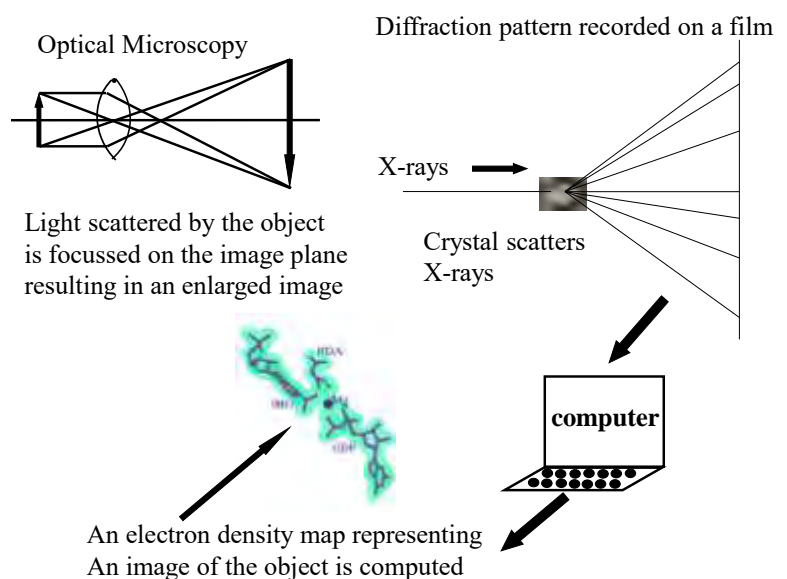 Optical Microscopy
Light scattered by the object
is focussed on the image plane
resulting in an enlarged image
Diffraction pattern recorded on a film
X-rays
Crystal scatters
X-rays
computer
An electron density map representing
An image of the object is computed